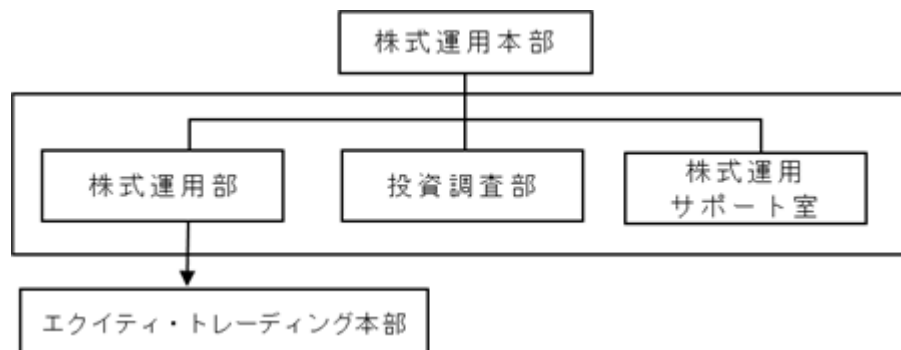 株式運用本部
株式運用部
投資調査部
株式運用
サポート室
エクイティ・トレーディング本部